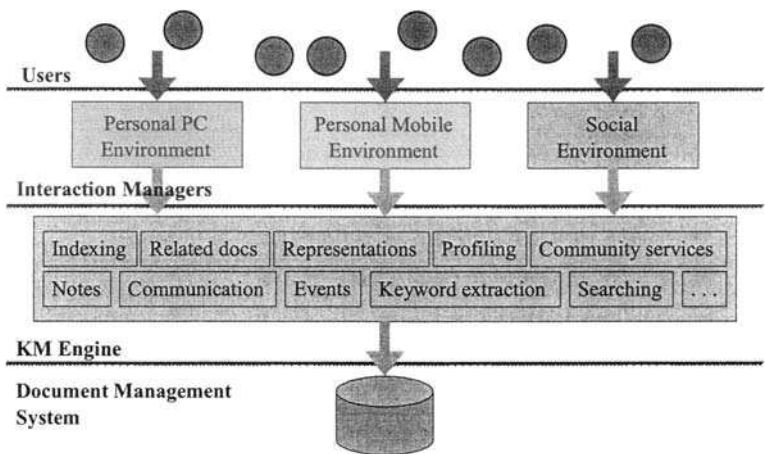 Users
Personal PC
Environment
Personal Mobile
Environment
Social
Environment
Interaction Managers
Indexing Related docs Representations Profiling Community services
Notes Communication Events Keyword extraction Searching ...
KM Engine
Document Management
System